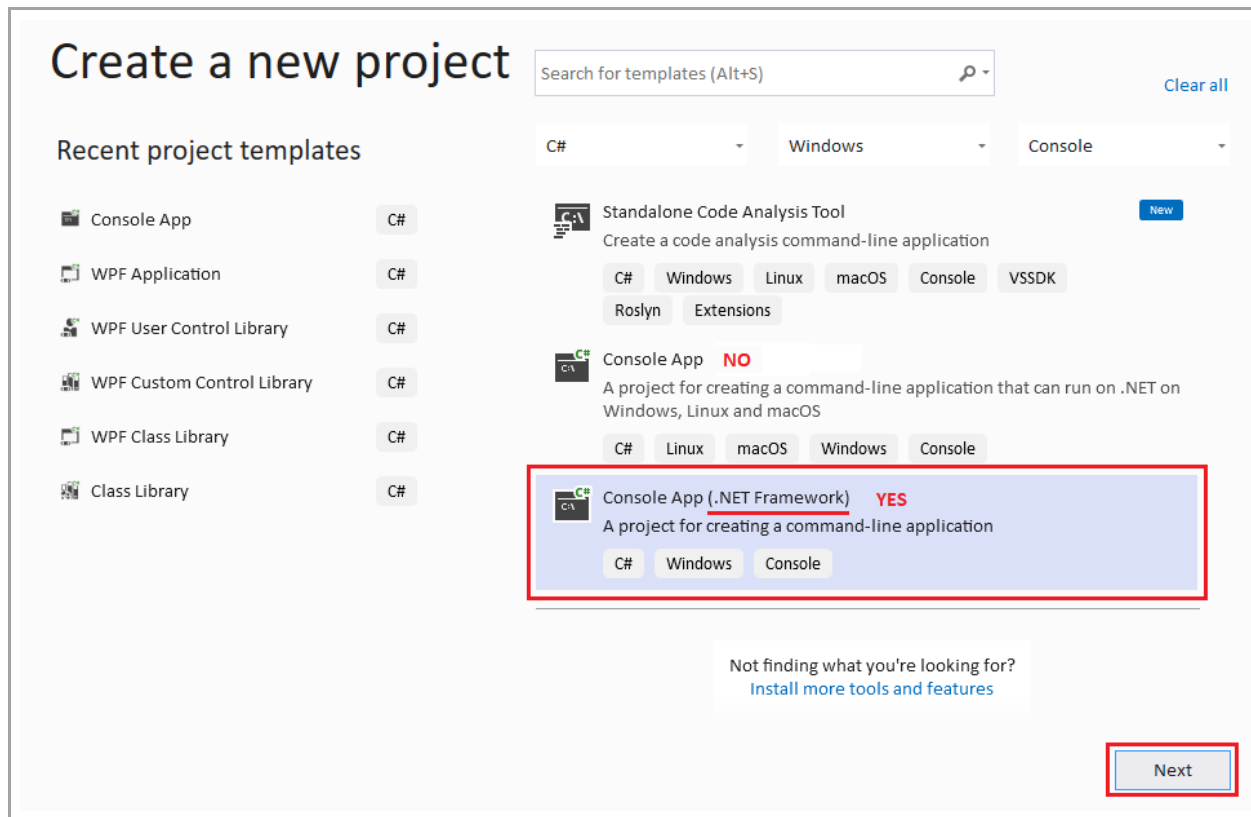 Create a new project
Search for templates (Alt+S)
Clear all
Recent project templates
C#
Windows
Console
Console App
C#
WPF Application
C#
WPF User Control Library
C#
WPF Custom Control Library
C#
WPF Class Library
C#
Class Library
C#
C:\
Standalone Code Analysis Tool
New
Create a code analysis command-line application
C# Windows Linux macOS Console VSSDK
Roslyn Extensions
C#
C:\
Console App NO
A project for creating a command-line application that can run on .NET on
Windows, Linux and macOS
C# Linux macOS Windows Console
C#
C:\
Console App (.NET Framework) YES
A project for creating a command-line application
C# Windows Console
Not finding what you're looking for?
Install more tools and features
Next